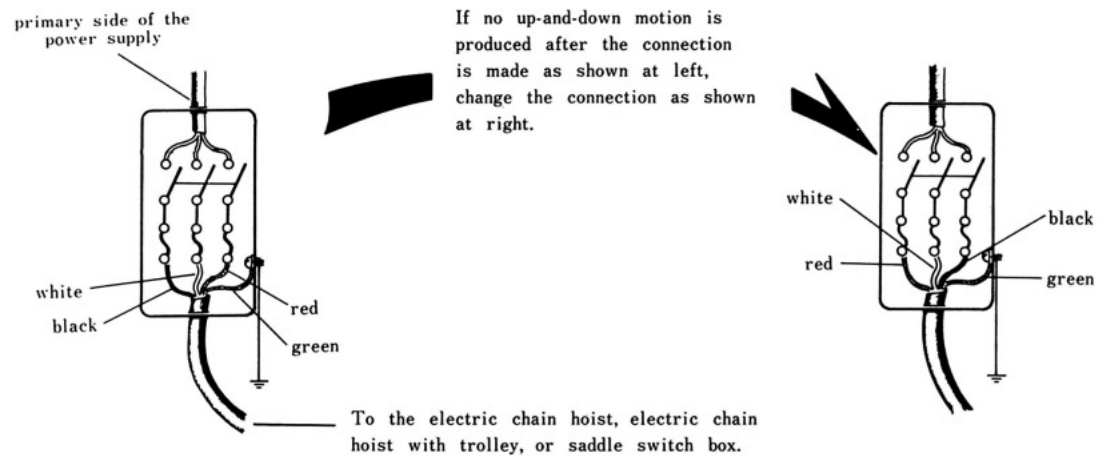 primary side of the
power supply
If no up-and-down motion is
produced after the connection
is made as shown at left,
change the connection as shown
at right.
white
black
red
green
white
red
black
green
To the electric chain hoist, electric chain
hoist with trolley, or saddle switch box.